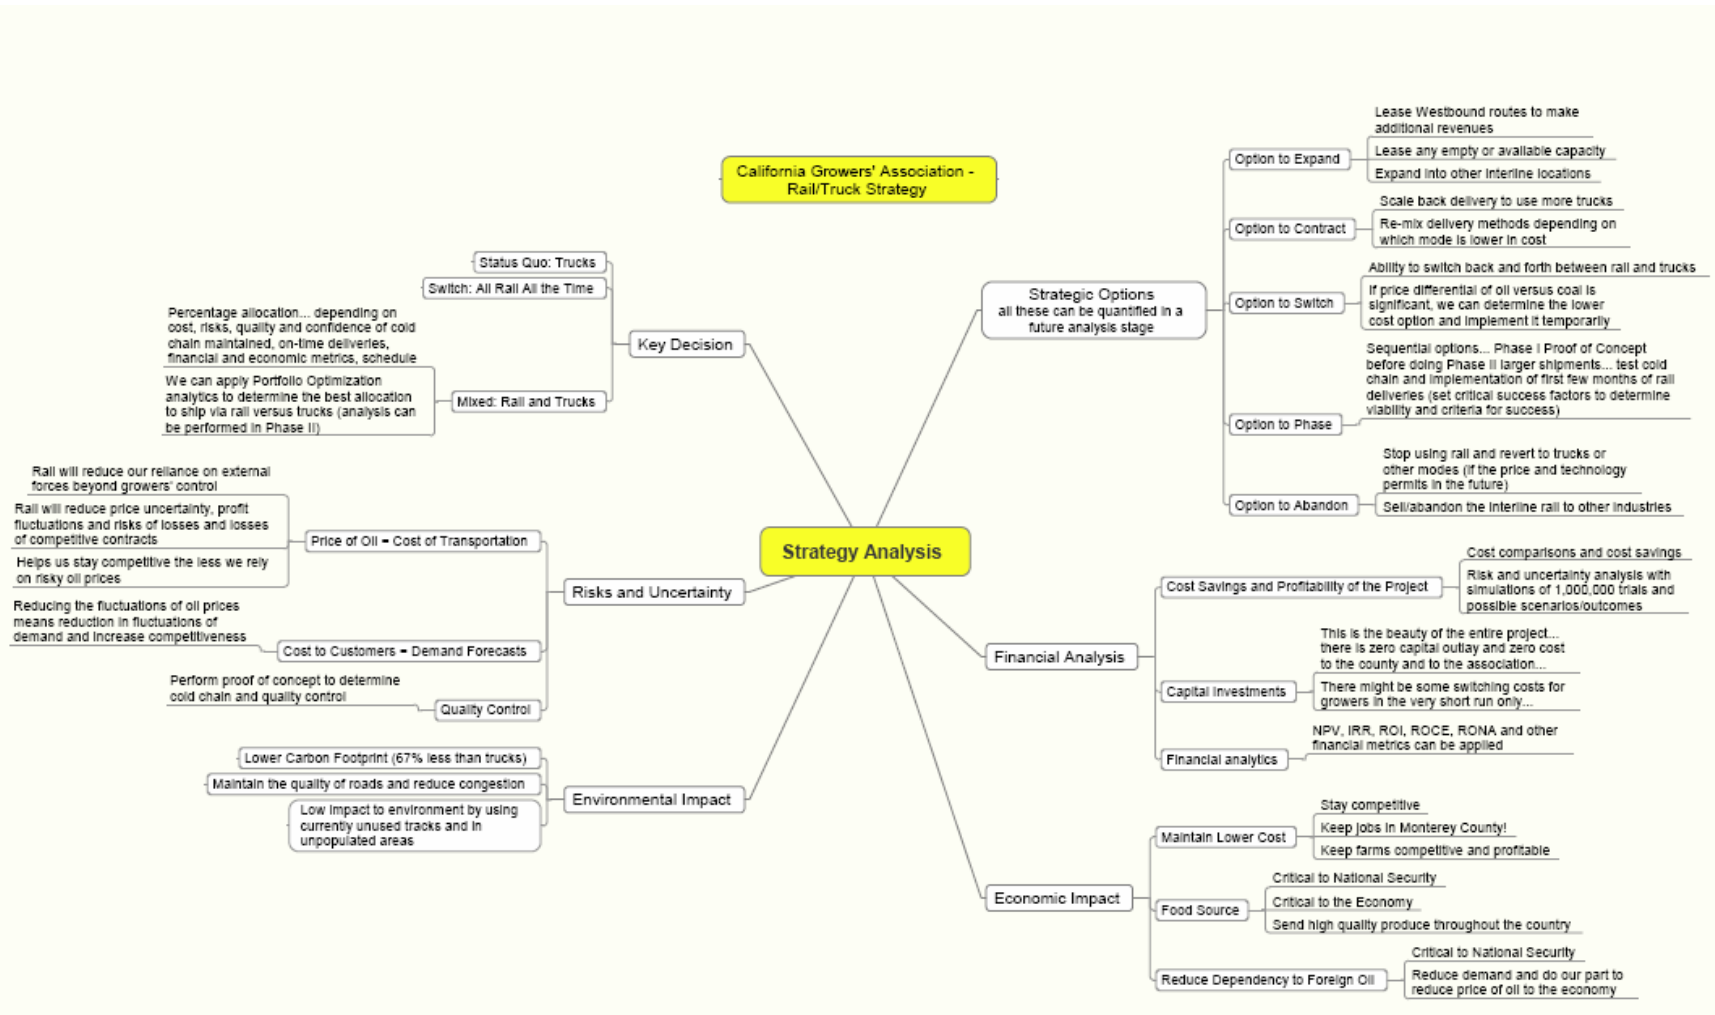 California Growers' Association -
Rail/Truck Strategy
Strategy Analysis
Key Decision
Status Quo: Trucks
Switch: All Rail All the Time
Mixed: Rail and Trucks
Percentage allocation... depending on
cost, risks, quality and confidence of cold
chain maintained, on-time deliveries,
financial and economic metrics, schedule
We can apply Portfolio Optimization
analytics to determine the best allocation
to ship via rail versus trucks (analysis can
be performed in Phase II)
Risks and Uncertainty
Price of Oil = Cost of Transportation
Rail will reduce our reliance on external
forces beyond growers' control
Rail will reduce price uncertainty, profit
fluctuations and risks of losses and losses
of competitive contracts
Helps us stay competitive the less we rely
on risky oil prices
Cost to Customers = Demand Forecasts
Reducing the fluctuations of oil prices
means reduction in fluctuations of
demand and increase competitiveness
Quality Control
Perform proof of concept to determine
cold chain and quality control
Environmental Impact
Lower Carbon Footprint (67% less than trucks)
Maintain the quality of roads and reduce congestion
Low impact to environment by using
currently unused tracks and in
unpopulated areas
Strategic Options
all these can be quantified in a
future analysis stage
Option to Expand
Lease Westbound routes to make
additional revenues
Lease any empty or available capacity
Expand into other interline locations
Option to Contract
Scale back delivery to use more trucks
Re-mix delivery methods depending on
which mode is lower in cost
Option to Switch
Ability to switch back and forth between rail and trucks
If price differential of oil versus coal is
significant, we can determine the lower
cost option and implement it temporarily
Option to Phase
Sequential options... Phase I Proof of Concept
before doing Phase II larger shipments... test cold
chain and implementation of first few months of rail
deliveries (set critical success factors to determine
viability and criteria for success)
Option to Abandon
Stop using rail and revert to trucks or
other modes (if the price and technology
permits in the future)
Sell/abandon the interline rail to other industries
Financial Analysis
Cost Savings and Profitability of the Project
Cost comparisons and cost savings
Risk and uncertainty analysis with
simulations of 1,000,000 trials and
possible scenarios/outcomes
Capital Investments
This is the beauty of the entire project...
there is zero capital outlay and zero cost
to the county and to the association...
There might be some switching costs for
growers in the very short run only...
Financial analytics
NPV, IRR, ROI, ROCE, RONA and other
financial metrics can be applied
Economic Impact
Maintain Lower Cost
Stay competitive
Keep jobs in Monterey County!
Keep farms competitive and profitable
Food Source
Critical to National Security
Critical to the Economy
Send high quality produce throughout the country
Reduce Dependency to Foreign Oil
Critical to National Security
Reduce demand and do our part to
reduce price of oil to the economy